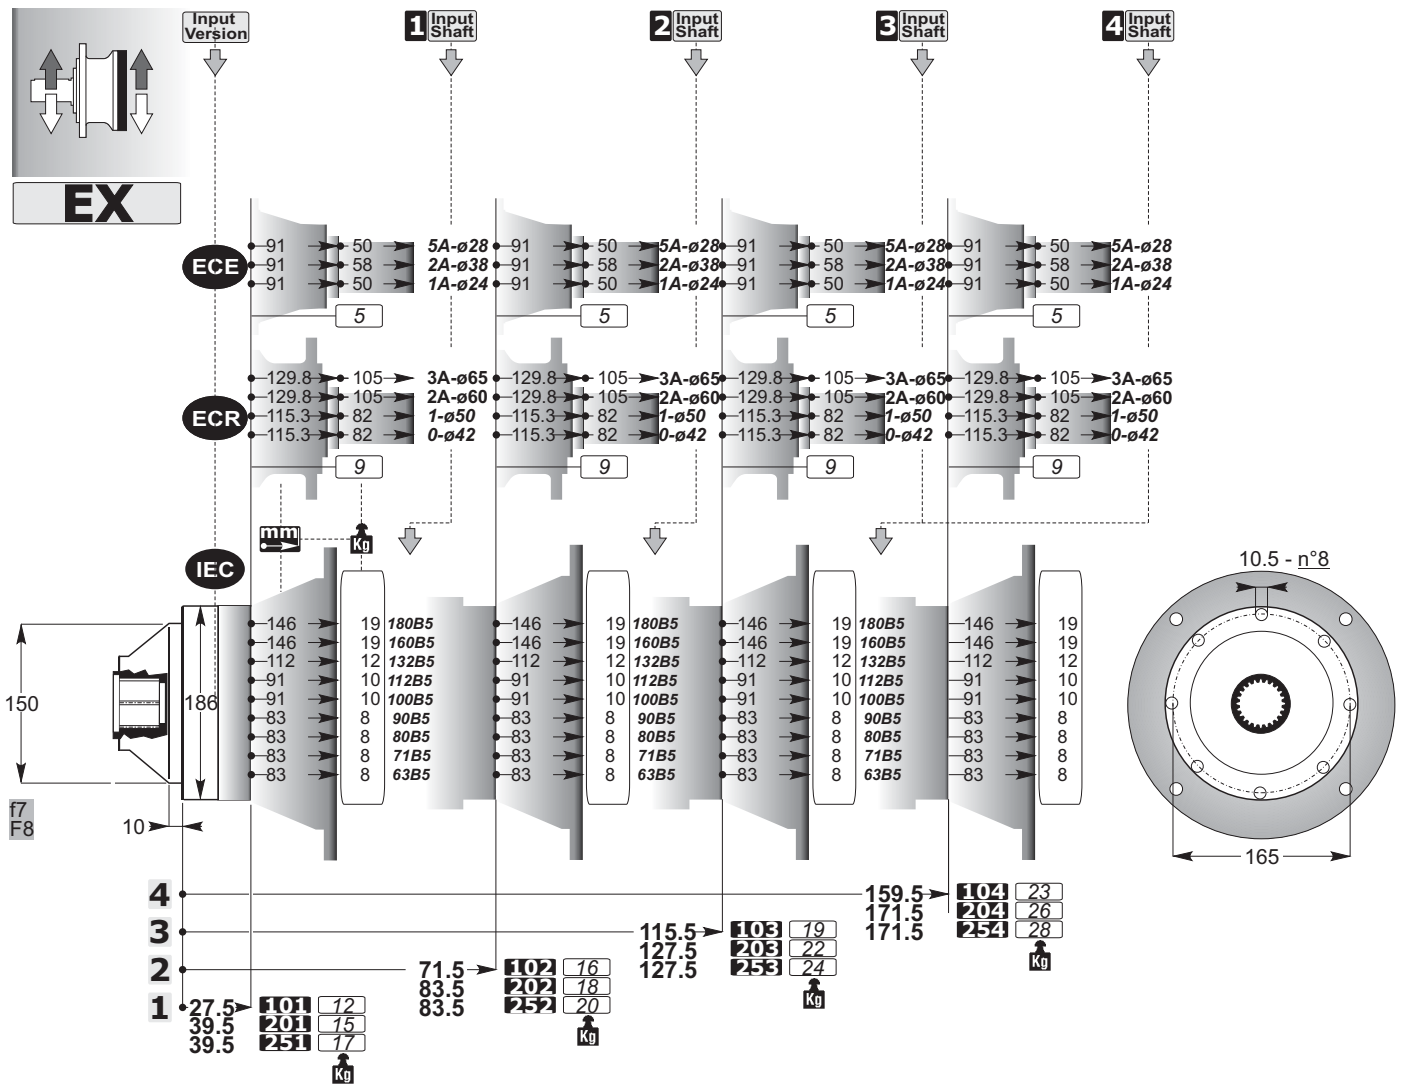 Input Version
1 Input Shaft
2 Input Shaft
3 Input Shaft
4 Input Shaft
EX
ECE
91 50 5A-ø28 91 50 5A-ø28 91 50 5A-ø28 91 50 5A-ø28
91 58 2A-ø38 91 58 2A-ø38 91 58 2A-ø38 91 58 2A-ø38
91 50 1A-ø24 91 50 1A-ø24 91 50 1A-ø24 91 50 1A-ø24
5 5 5 5
ECR
129.8 105 3A-ø65 129.8 105 3A-ø65 129.8 105 3A-ø65 129.8 105 3A-ø65
129.8 105 2A-ø60 129.8 105 2A-ø60 129.8 105 2A-ø60 129.8 105 2A-ø60
115.3 82 1-ø50 115.3 82 1-ø50 115.3 82 1-ø50 115.3 82 1-ø50
115.3 82 0-ø42 115.3 82 0-ø42 115.3 82 0-ø42 115.3 82 0-ø42
9 9 9 9
mm Kg
IEC
146 19 180B5 146 19 180B5 146 19 180B5 146 19
146 19 160B5 146 19 160B5 146 19 160B5 146 19
112 12 132B5 112 12 132B5 112 12 132B5 112 12
91 10 112B5 91 10 112B5 91 10 112B5 91 10
91 10 100B5 91 10 100B5 91 10 100B5 91 10
83 8 90B5 83 8 90B5 83 8 90B5 83 8
83 8 80B5 83 8 80B5 83 8 80B5 83 8
83 8 71B5 83 8 71B5 83 8 71B5 83 8
83 8 63B5 83 8 63B5 83 8 63B5 83 8
150
186
f7
F8
10
10.5 - n°8
165
4 159.5 104 23
171.5 204 26
171.5 254 28
Kg
3 115.5 103 19
127.5 203 22
127.5 253 24
Kg
2 71.5 102 16
83.5 202 18
83.5 252 20
Kg
1 27.5 101 12
39.5 201 15
39.5 251 17
Kg